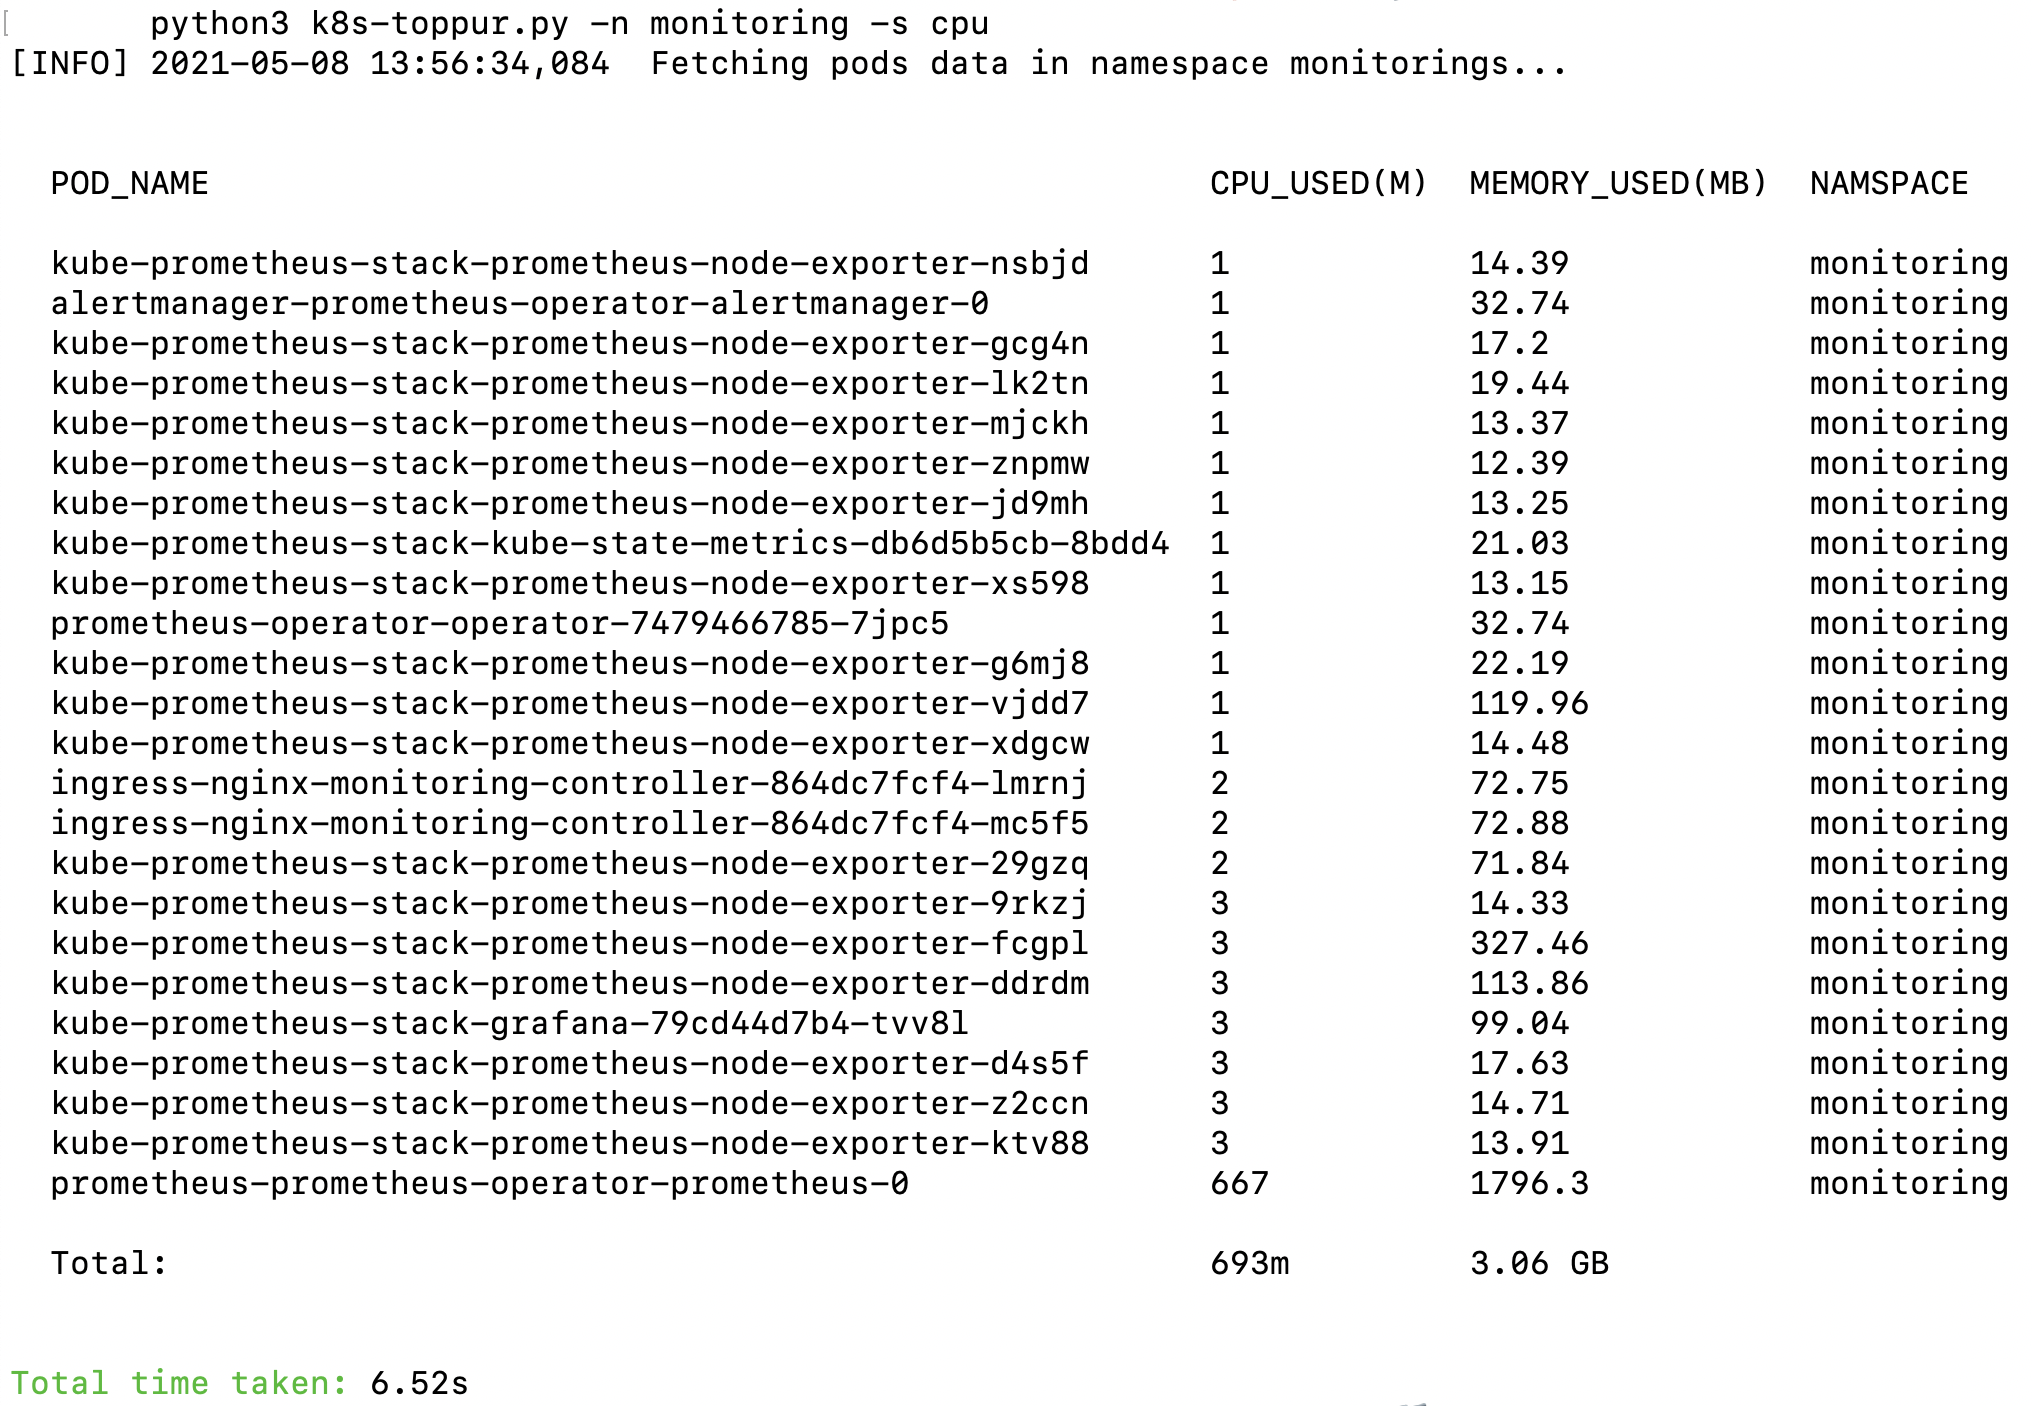 python3 k8s-toppur.py -n monitoring -s cpu
[INFO] 2021-05-08 13:56:34,084  Fetching pods data in namespace monitorings...
POD_NAME CPU_USED(M) MEMORY_USED(MB) NAMSPACE
kube-prometheus-stack-prometheus-node-exporter-nsbjd 1 14.39 monitoring
alertmanager-prometheus-operator-alertmanager-0 1 32.74 monitoring
kube-prometheus-stack-prometheus-node-exporter-gcg4n 1 17.2 monitoring
kube-prometheus-stack-prometheus-node-exporter-lk2tn 1 19.44 monitoring
kube-prometheus-stack-prometheus-node-exporter-mjckh 1 13.37 monitoring
kube-prometheus-stack-prometheus-node-exporter-znpmw 1 12.39 monitoring
kube-prometheus-stack-prometheus-node-exporter-jd9mh 1 13.25 monitoring
kube-prometheus-stack-kube-state-metrics-db6d5b5cb-8bdd4 1 21.03 monitoring
kube-prometheus-stack-prometheus-node-exporter-xs598 1 13.15 monitoring
prometheus-operator-operator-7479466785-7jpc5 1 32.74 monitoring
kube-prometheus-stack-prometheus-node-exporter-g6mj8 1 22.19 monitoring
kube-prometheus-stack-prometheus-node-exporter-vjdd7 1 119.96 monitoring
kube-prometheus-stack-prometheus-node-exporter-xdgcw 1 14.48 monitoring
ingress-nginx-monitoring-controller-864dc7fcf4-lmrnj 2 72.75 monitoring
ingress-nginx-monitoring-controller-864dc7fcf4-mc5f5 2 72.88 monitoring
kube-prometheus-stack-prometheus-node-exporter-29gzq 2 71.84 monitoring
kube-prometheus-stack-prometheus-node-exporter-9rkzj 3 14.33 monitoring
kube-prometheus-stack-prometheus-node-exporter-fcgpl 3 327.46 monitoring
kube-prometheus-stack-prometheus-node-exporter-ddrdm 3 113.86 monitoring
kube-prometheus-stack-grafana-79cd44d7b4-tvv8l 3 99.04 monitoring
kube-prometheus-stack-prometheus-node-exporter-d4s5f 3 17.63 monitoring
kube-prometheus-stack-prometheus-node-exporter-z2ccn 3 14.71 monitoring
kube-prometheus-stack-prometheus-node-exporter-ktv88 3 13.91 monitoring
prometheus-prometheus-operator-prometheus-0 667 1796.3 monitoring
Total: 693m 3.06 GB
Total time taken: 6.52s